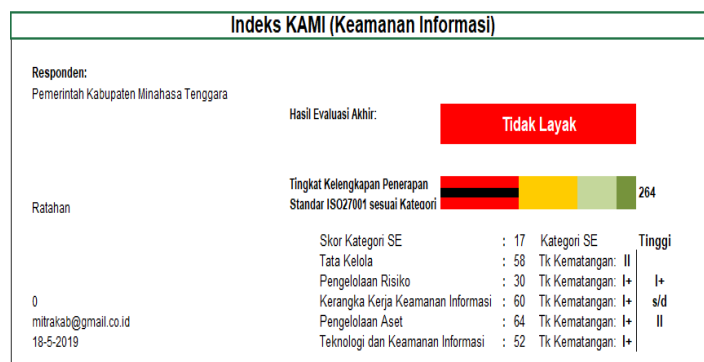 Indeks KAMI (Keamanan Informasi)
Responden:
Pemerintah Kabupaten Minahasa Tenggara
Hasil Evaluasi Akhir:
Tidak Layak
Tingkat Kelengkapan Penerapan
Standar ISO27001 sesuai Kategori
264
Ratahan
Skor Kategori SE : 17 Kategori SE Tinggi
Tata Kelola : 58 Tk Kematangan: II
Pengelolaan Risiko : 30 Tk Kematangan: I+ I+
0 Kerangka Kerja Keamanan Informasi : 60 Tk Kematangan: I+ s/d
mitrakab@gmail.co.id Pengelolaan Aset : 64 Tk Kematangan: I+ II
18-5-2019 Teknologi dan Keamanan Informasi : 52 Tk Kematangan: I+